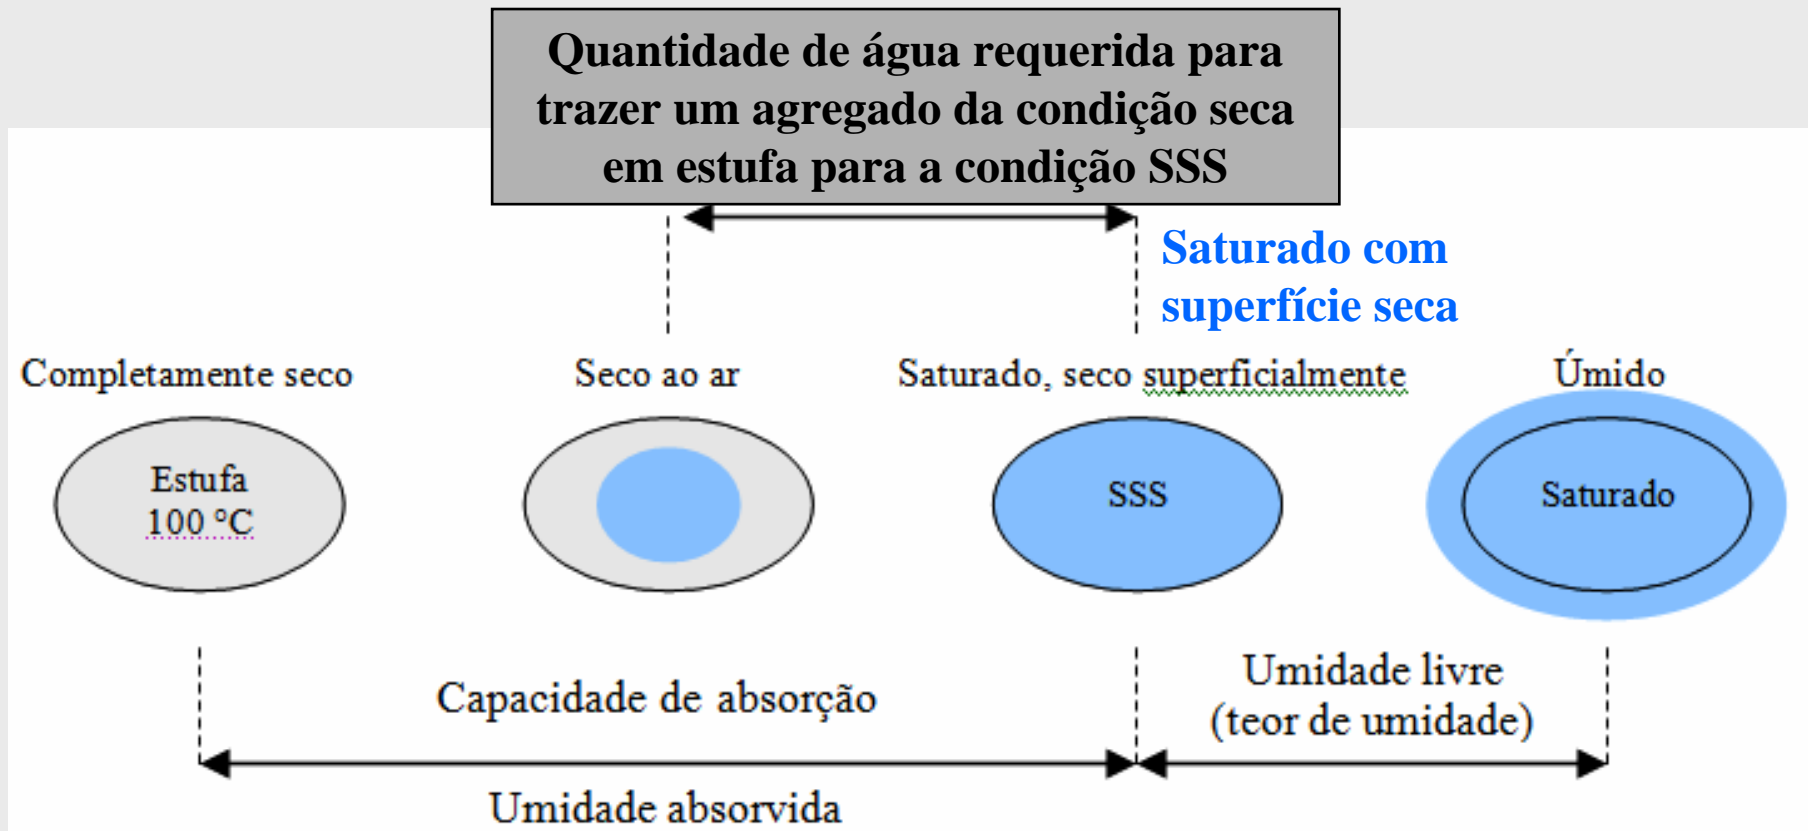 Quantidade de água requerida para
trazer um agregado da condição seca
em estufa para a condição SSS
Saturado com
superfície seca
Completamente seco
Seco ao ar
Saturado, seco superficialmente
Úmido
Estufa
100 °C
SSS
Saturado
Capacidade de absorção
Umidade livre
(teor de umidade)
Umidade absorvida